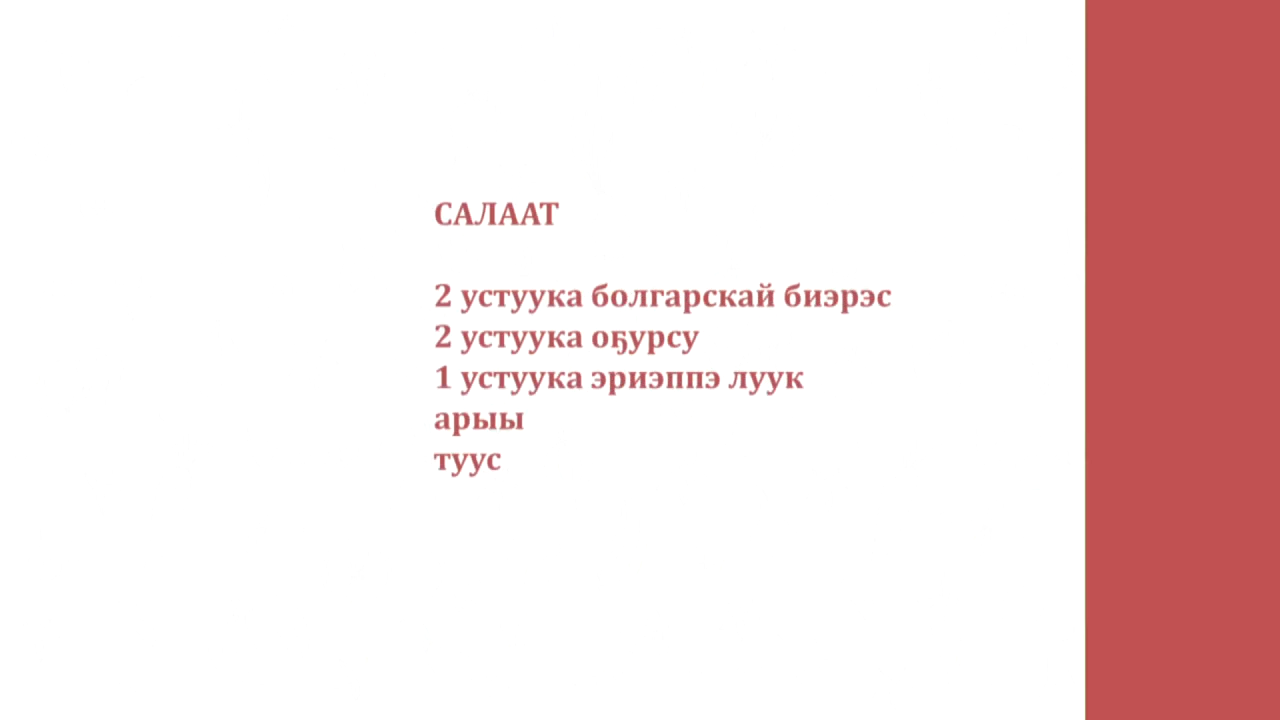 САЛААТ
2 устуука болгарскай биэрэс
2 устуука оҕурсу
1 устуука эриэппэ луук
арыы
туус